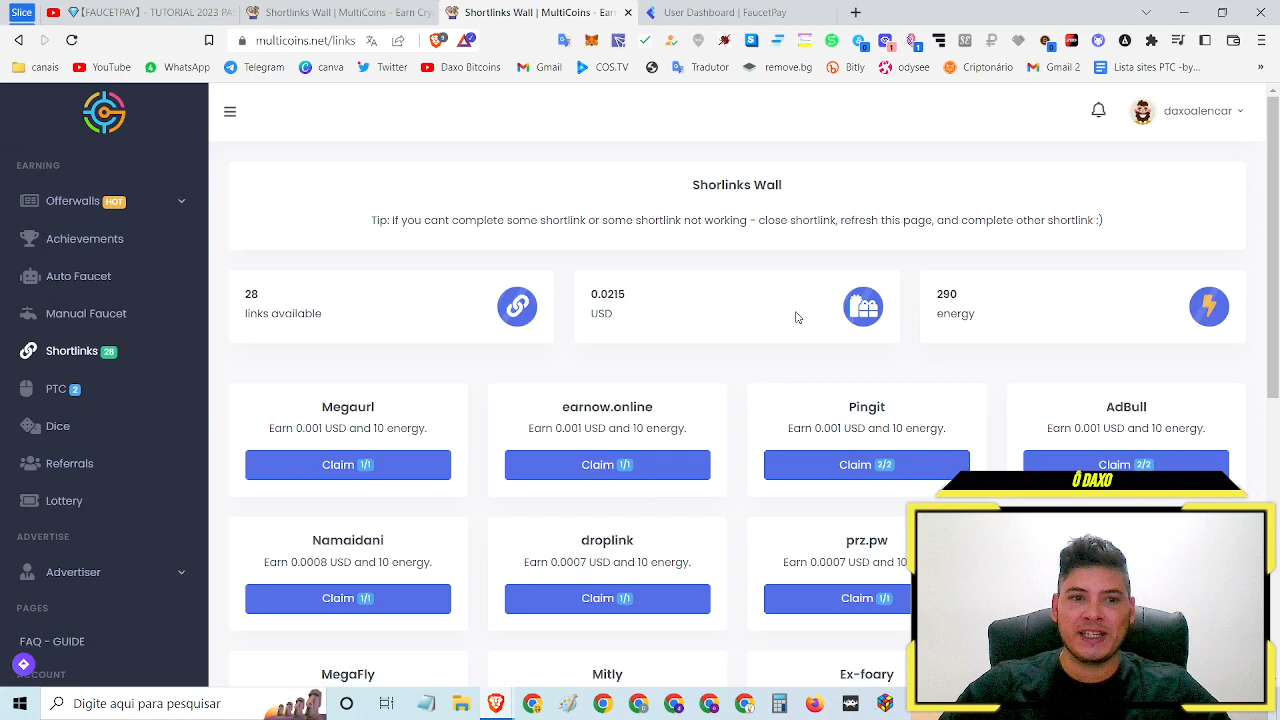 Slice
[FAUCETPAY] - TUTORIAL 2023 PA
Shortlinks Wall | MultiCoins - Earn Cry
Shortlinks Wall | MultiCoins - Ear
User Dashboard - FaucetPay
multicoins.net/links
canais
YouTube
WhatsApp
Telegram
canva
Twitter
Daxo Bitcoins
Gmail
COS.TV
Tradutor
remove.bg
Bitly
odysee
Criptonário
Gmail 2
Listas sites PTC -by...
daxoalencar
EARNING
Offerwalls HOT
Achievements
Auto Faucet
Manual Faucet
Shortlinks 28
PTC 2
Dice
Referrals
Lottery
ADVERTISE
Advertiser
PAGES
FAQ - GUIDE
ACCOUNT
Shorlinks Wall
Tip: If you cant complete some shortlink or some shortlink not working - close shortlink, refresh this page, and complete other shortlink :)
28
links available
0.0215
USD
290
energy
Megaurl
Earn 0.001 USD and 10 energy.
Claim 1/1
earnow.online
Earn 0.001 USD and 10 energy.
Claim 1/1
Pingit
Earn 0.001 USD and 10 energy.
Claim 2/2
AdBull
Earn 0.001 USD and 10 energy.
Claim 2/2
Namaidani
Earn 0.0008 USD and 10 energy.
Claim 1/1
droplink
Earn 0.0007 USD and 10 energy.
Claim 1/1
prz.pw
Earn 0.0007 USD
Claim 1/1
MegaFly
Mitly
Ex-foary
Ô DAXO
Digite aqui para pesquisar